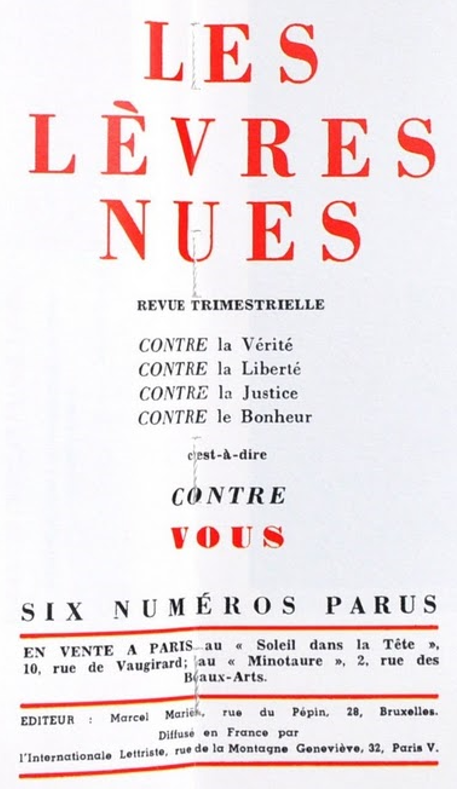 LES
LÈVRES
NUES
REVUE TRIMESTRIELLE
CONTRE la Vérité
CONTRE la Liberté
CONTRE la Justice
CONTRE le Bonheur
c'est-à-dire
CONTRE
VOUS
SIX NUMÉROS PARUS
EN VENTE A PARIS au « Soleil dans la Tête »,
10, rue de Vaugirard; au « Minotaure », 2, rue des
Beaux-Arts.
EDITEUR : Marcel Mariën, rue du Pépin, 28, Bruxelles.
Diffusé en France par
l'Internationale Lettriste, rue de la Montagne Geneviève, 32, Paris V.